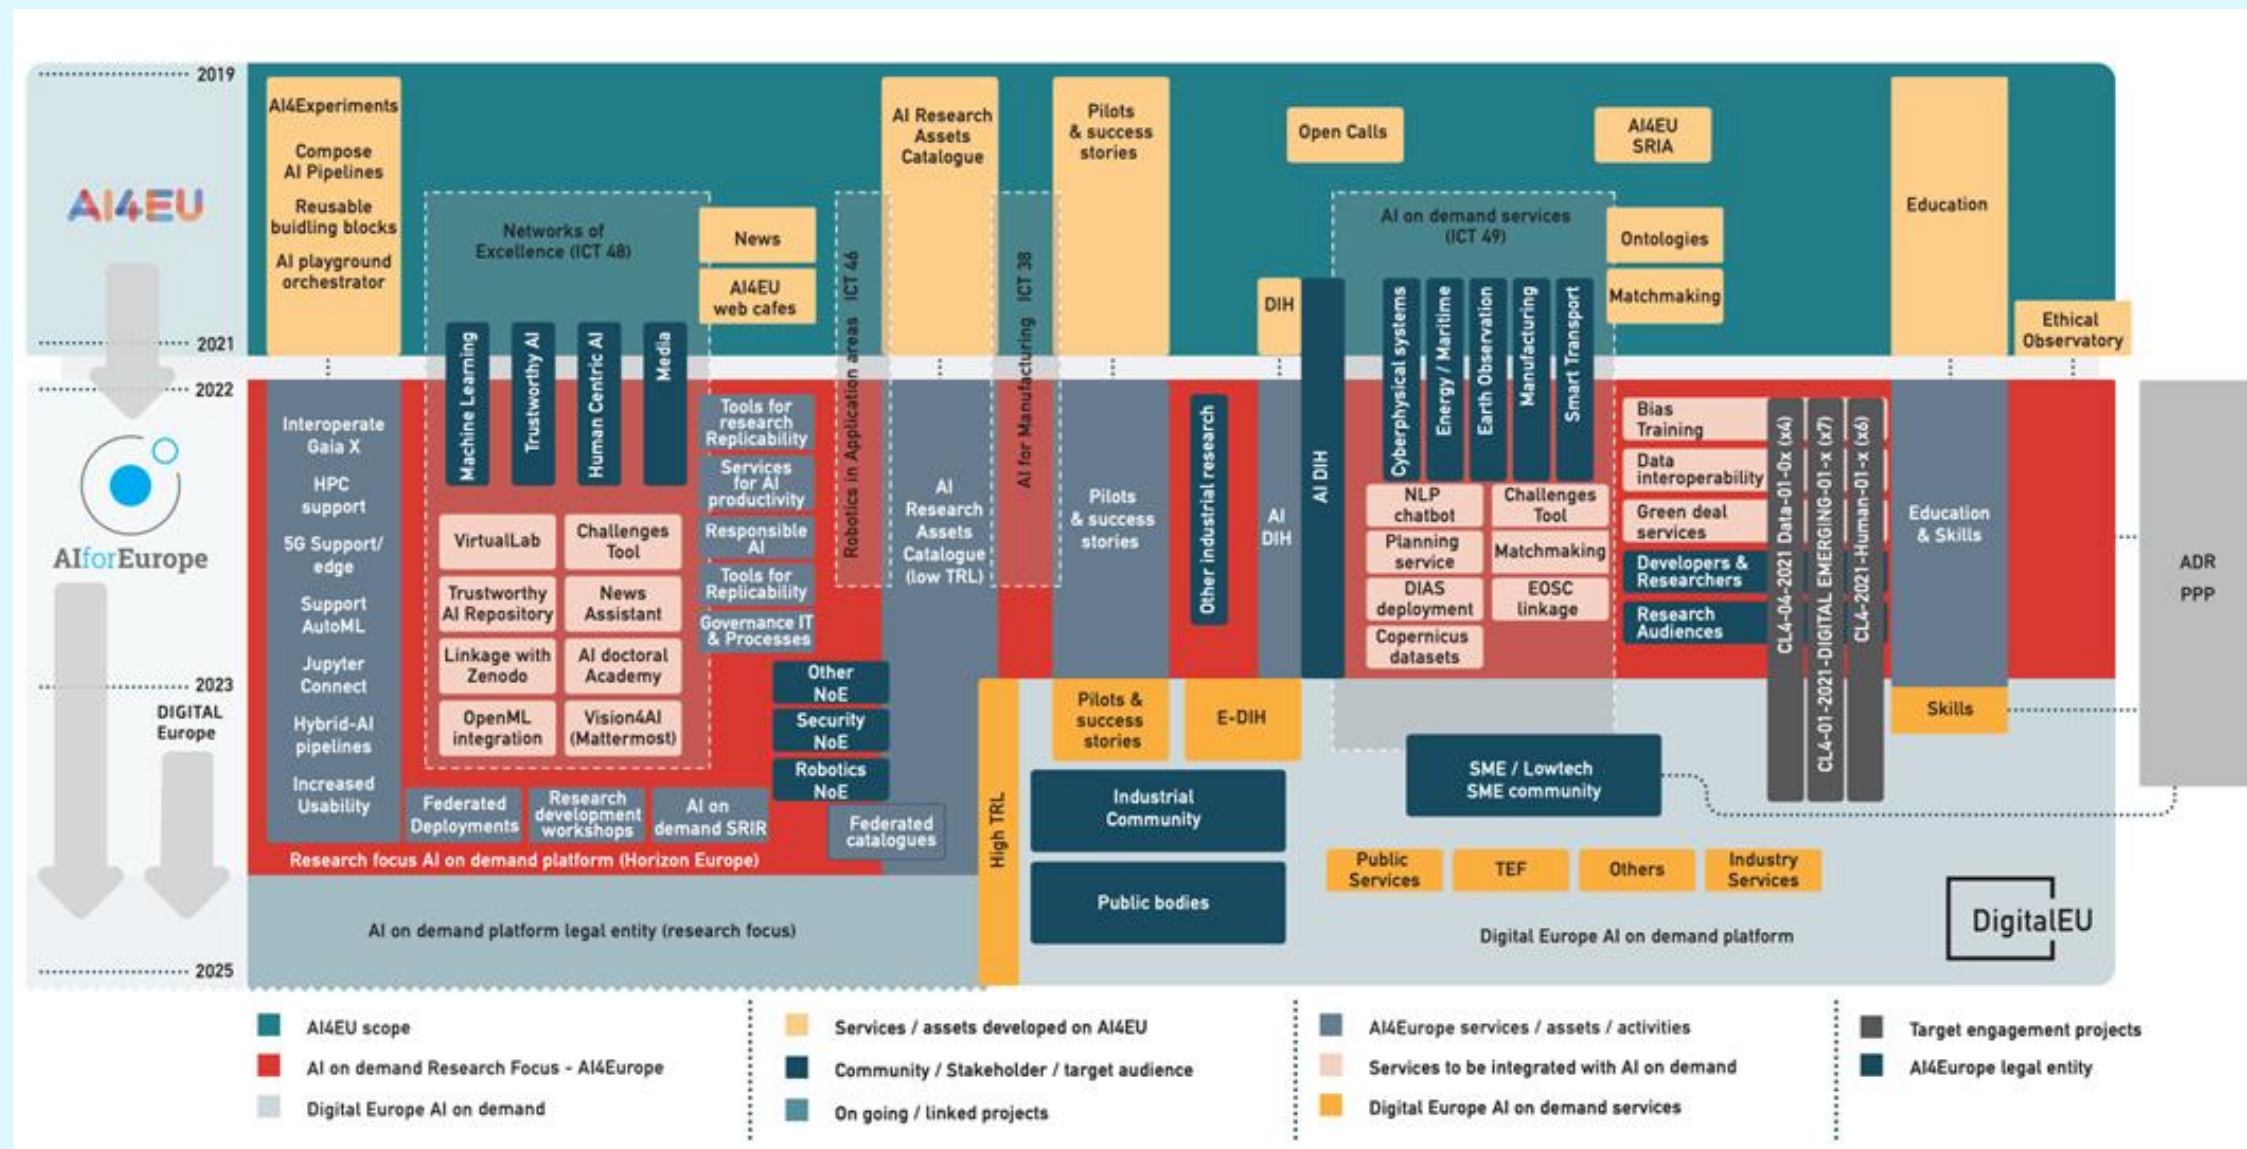 2019
AI4EU
2021
2022
AIforEurope
2023
DIGITAL
Europe
2025
AI4Experiments
Compose
AI Pipelines
Reusable
buidling blocks
AI playground
orchestrator
Networks of
Excellence (ICT 48)
Machine Learning
Trustworthy AI
Human Centric AI
Media
News
AI4EU
web cafes
Robotics in Application areas ICT 46
AI Research
Assets
Catalogue
AI for Manufacturing ICT 38
Pilots
& success
stories
Open Calls
DIH
AI DIH
AI on demand services
(ICT 49)
Cyberphysical systems
Energy / Maritime
Earth Observation
Manufacturing
Smart Transport
AI4EU
SRIA
Ontologies
Matchmaking
Education
Ethical
Observatory
Interoperate
Gaia X
HPC
support
5G Support/
edge
Support
AutoML
Jupyter
Connect
Hybrid-AI
pipelines
Increased
Usability
VirtualLab
Challenges
Tool
Trustworthy
AI Repository
News
Assistant
Linkage with
Zenodo
AI doctoral
Academy
OpenML
integration
Vision4AI
(Mattermost)
Tools for
research
Replicability
Services
for AI
productivity
Responsible
AI
Tools for
Replicability
Governance IT
& Processes
Other
NoE
Security
NoE
Robotics
NoE
Federated
Deployments
Research
development
workshops
AI on
demand SRIR
Federated
catalogues
Research focus AI on demand platform (Horizon Europe)
AI on demand platform legal entity (research focus)
AI
Research
Assets
Catalogue
(low TRL)
High TRL
Pilots
& success
stories
Other industrial research
AI
DIH
NLP
chatbot
Challenges
Tool
Planning
service
Matchmaking
DIAS
deployment
EOSC
linkage
Copernicus
datasets
Bias
Training
Data
interoperability
Green deal
services
Developers &
Researchers
Research
Audiences
CL4-04-2021 Data-01-0x (x4)
CL4-01-2021-DIGITAL EMERGING-01-x (x7)
CL4-2021-Human-01-x (x6)
Education
& Skills
Skills
ADR
PPP
Pilots &
success
stories
E-DIH
Industrial
Community
Public bodies
SME / Lowtech
SME community
Public
Services
TEF
Others
Industry
Services
Digital Europe AI on demand platform
DigitalEU
AI4EU scope
AI on demand Research Focus - AI4Europe
Digital Europe AI on demand
Services / assets developed on AI4EU
Community / Stakeholder / target audience
On going / linked projects
AI4Europe services / assets / activities
Services to be integrated with AI on demand
Digital Europe AI on demand services
Target engagement projects
AI4Europe legal entity